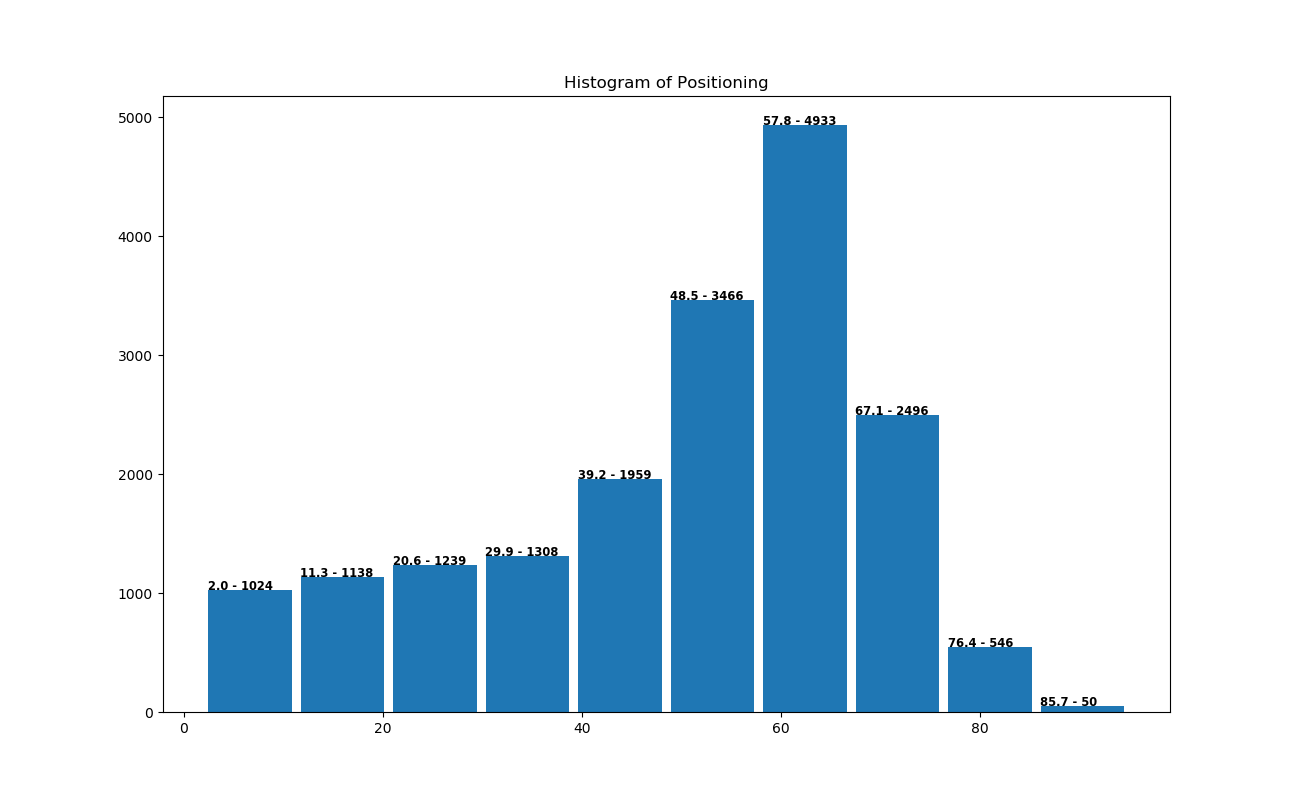 Histogram of Positioning
5000
4000
3000
2000
1000
0
57.8 - 4933
48.5 - 3466
67.1 - 2496
39.2 - 1959
29.9 - 1308
20.6 - 1239
11.3 - 1138
2.0 - 1024
76.4 - 546
85.7 - 50
0 20 40 60 80